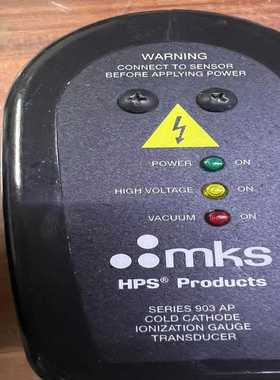 WARNING
CONNECT TO SENSOR
BEFORE APPLYING POWER
POWER ON
HIGH VOLTAGE ON
VACUUM ON
mks
HPS® Products
SERIES 903 AP
COLD CATHODE
IONIZATION GAUGE
TRANSDUCER